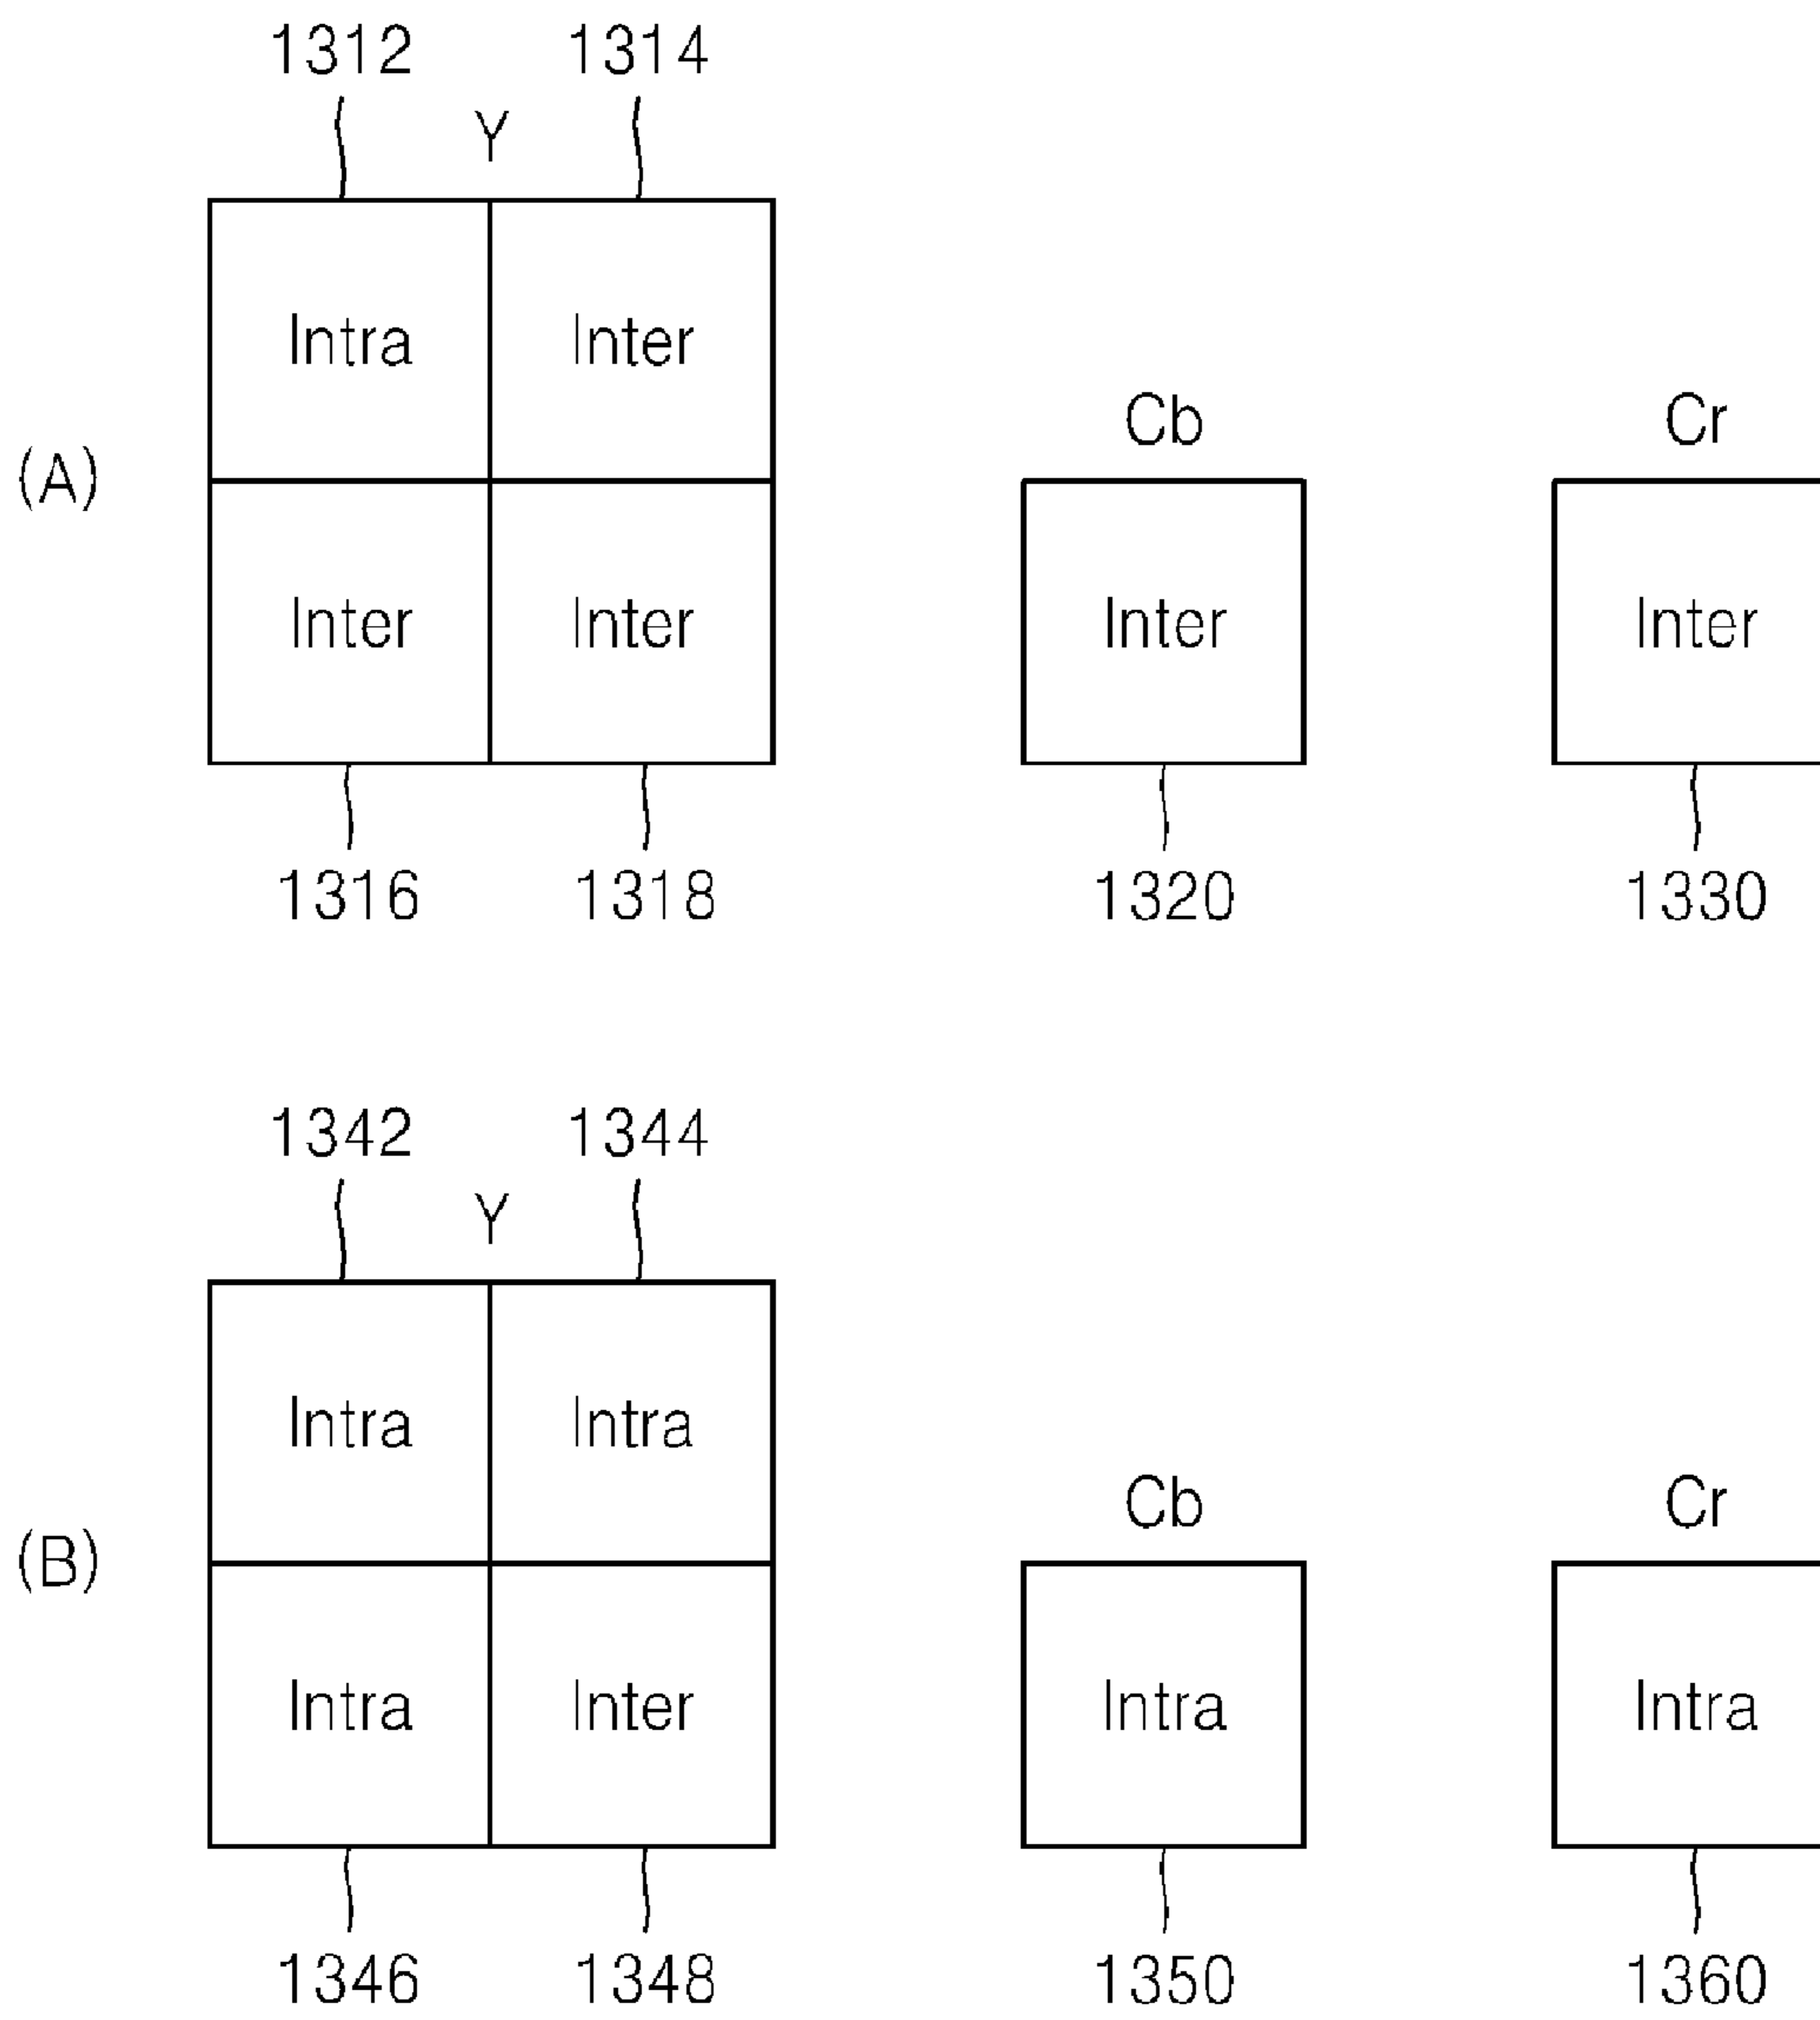 1312 1314
Y
Intra Inter
Cb Cr
(A)
Inter Inter Inter Inter
1316 1318 1320 1330
1342 1344
Y
Intra Intra
Cb Cr
(B)
Intra Inter Intra Intra
1346 1348 1350 1360